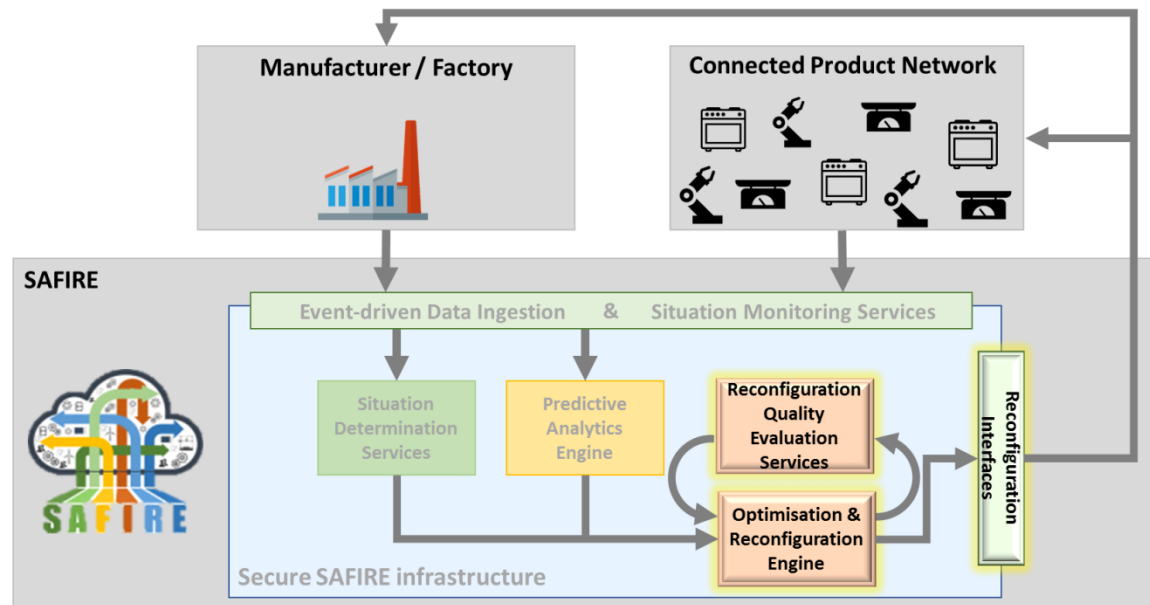 Manufacturer / Factory
Connected Product Network
SAFIRE
Event-driven Data Ingestion & Situation Monitoring Services
Situation
Determination
Services
Predictive
Analytics
Engine
Reconfiguration
Quality
Evaluation
Services
Optimisation &
Reconfiguration
Engine
Reconfiguration
Interfaces
SAFIRE
Secure SAFIRE infrastructure